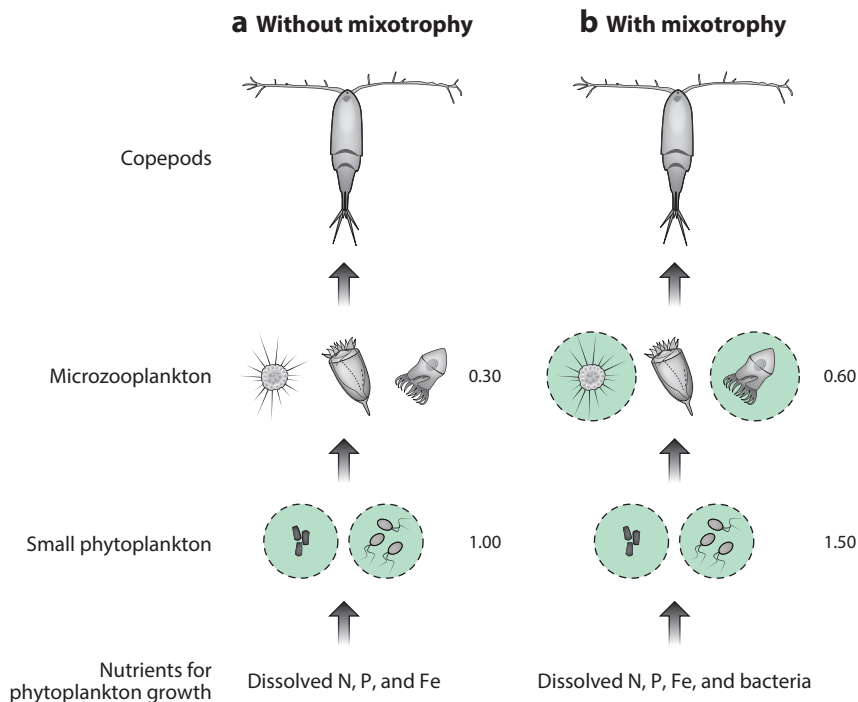 a Without mixotrophy
b With mixotrophy
Copepods
Microzooplankton
0.30
0.60
Small phytoplankton
1.00
1.50
Nutrients for
phytoplankton growth
Dissolved N, P, and Fe
Dissolved N, P, Fe, and bacteria